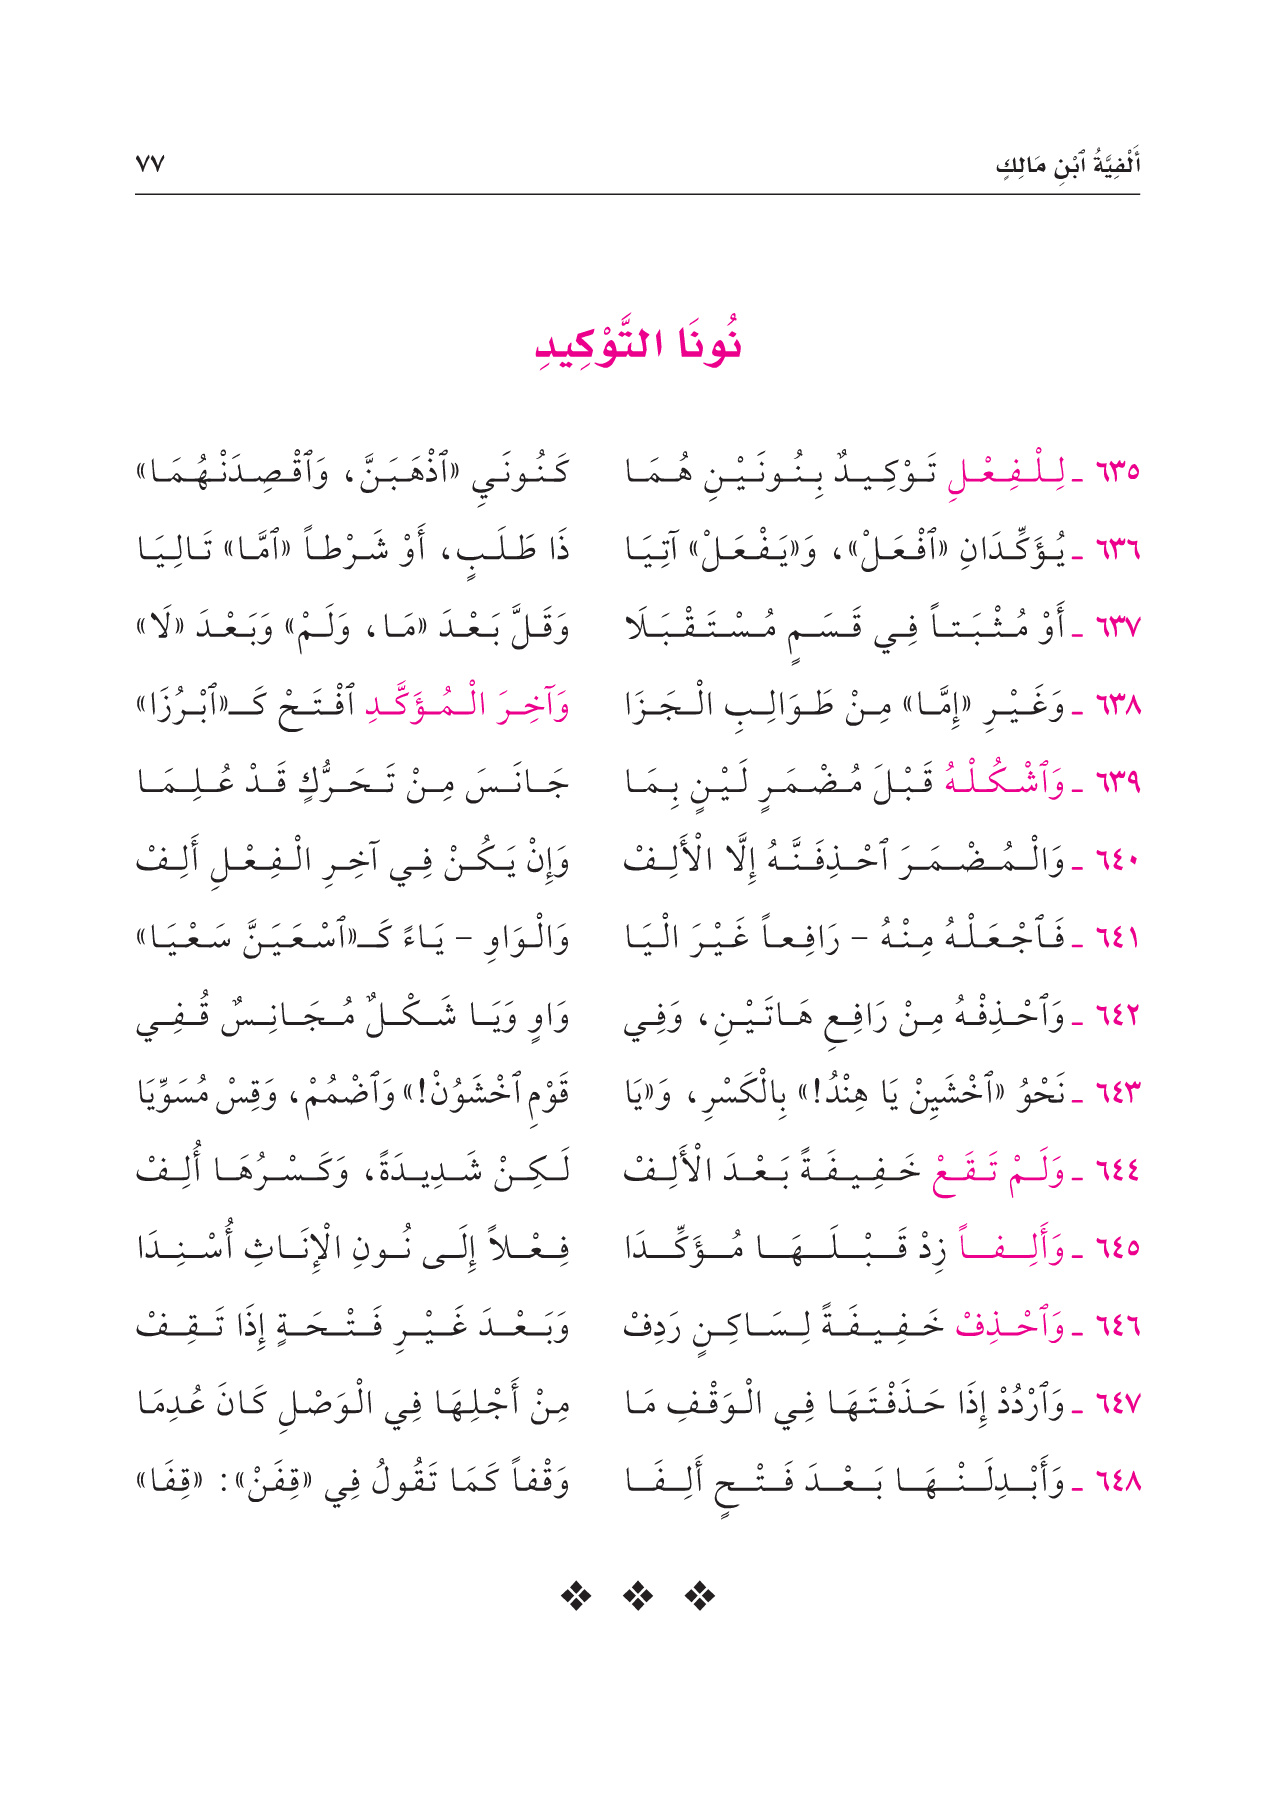 أَلْفِيَّةُ ٱبْنِ مَالِكٍ ٧٧
نُونَا التَّوْكِيدِ
٦٣٥ ـ لِلْفِعْلِ تَوْكِيدٌ بِنُونَيْنِ هُمَا كَنُونَيِ «ٱذْهَبَنَّ، وَٱقْصِدَنْهُمَا»
٦٣٦ ـ يُؤَكِّدَانِ «ٱفْعَلْ»، وَ«يَفْعَلْ» آتِيَا ذَا طَلَبٍ، أَوْ شَرْطاً «ٱمَّا» تَالِيَا
٦٣٧ ـ أَوْ مُثْبَتاً فِي قَسَمٍ مُسْتَقْبَلَا وَقَلَّ بَعْدَ «مَا، وَلَمْ» وَبَعْدَ «لَا»
٦٣٨ ـ وَغَيْرِ «إِمَّا» مِنْ طَوَالِبِ الْجَزَا وَآخِرَ الْمُؤَكَّدِ ٱفْتَحْ كَـ«ٱبْرُزَا»
٦٣٩ ـ وَٱشْكُلْهُ قَبْلَ مُضْمَرٍ لَيْنٍ بِمَا جَانَسَ مِنْ تَحَرُّكٍ قَدْ عُلِمَا
٦٤٠ ـ وَالْمُضْمَرَ ٱحْذِفَنَّهُ إِلَّا الْأَلِفْ وَإِنْ يَكُنْ فِي آخِرِ الْفِعْلِ أَلِفْ
٦٤١ ـ فَٱجْعَلْهُ مِنْهُ – رَافِعاً غَيْرَ الْيَا وَالْوَاوِ – يَاءً كَـ«ٱسْعَيَنَّ سَعْيَا»
٦٤٢ ـ وَٱحْذِفْهُ مِنْ رَافِعِ هَاتَيْنِ، وَفِي وَاوٍ وَيَا شَكْلٌ مُجَانِسٌ قُفِي
٦٤٣ ـ نَحْوُ «ٱخْشَيِنْ يَا هِنْدُ!» بِالْكَسْرِ، وَ«يَا قَوْمِ ٱخْشَوُنْ!» وَٱضْمُمْ، وَقِسْ مُسَوِّيَا
٦٤٤ ـ وَلَمْ تَقَعْ خَفِيفَةً بَعْدَ الْأَلِفْ لَكِنْ شَدِيدَةً، وَكَسْرُهَا أُلِفْ
٦٤٥ ـ وَأَلِفاً زِدْ قَبْلَهَا مُؤَكِّدَا فِعْلاً إِلَى نُونِ الْإِنَاثِ أُسْنِدَا
٦٤٦ ـ وَٱحْذِفْ خَفِيفَةً لِسَاكِنٍ رَدِفْ وَبَعْدَ غَيْرِ فَتْحَةٍ إِذَا تَقِفْ
٦٤٧ ـ وَٱرْدُدْ إِذَا حَذَفْتَهَا فِي الْوَقْفِ مَا مِنْ أَجْلِهَا فِي الْوَصْلِ كَانَ عُدِمَا
٦٤٨ ـ وَأَبْدِلَنْهَا بَعْدَ فَتْحٍ أَلِفَا وَقْفاً كَمَا تَقُولُ فِي «قِفَنْ»: «قِفَا»